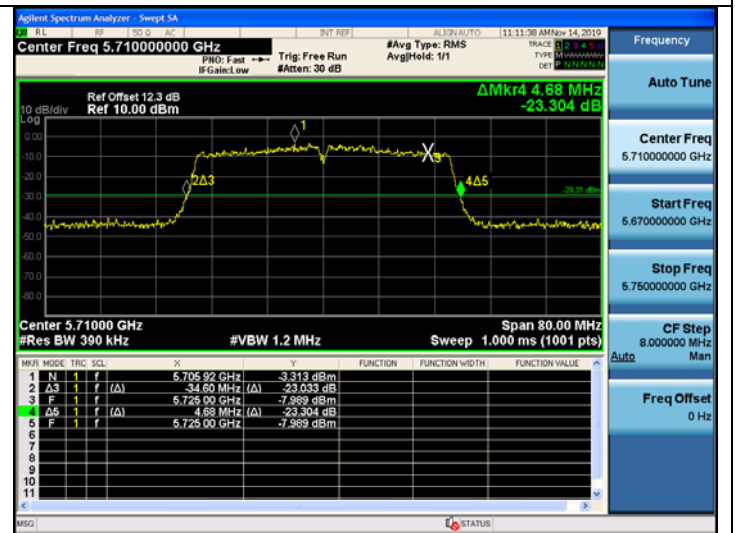 Agilent Spectrum Analyzer - Swept SA
RL RF 50 Ω AC INT REF ALIGN AUTO 11:11:38 AM Nov 14, 2019
Center Freq 5.710000000 GHz #Avg Type: RMS TRACE 1 2 3 4 5 6
PNO: Fast Trig: Free Run Avg|Hold: 1/1 TYPE M
IFGain:Low #Atten: 30 dB DET P N N N N N
Ref Offset 12.3 dB ΔMkr4 4.68 MHz
10 dB/div Ref 10.00 dBm -23.304 dB
Log
0.00
-10.0
-20.0
-30.0
-40.0
-50.0
-60.0
-70.0
-80.0
1
2Δ3
4Δ5
5
-29.31 dBm
Center 5.71000 GHz Span 80.00 MHz
#Res BW 390 kHz #VBW 1.2 MHz Sweep 1.000 ms (1001 pts)
MKR MODE TRC SCL X Y FUNCTION FUNCTION WIDTH FUNCTION VALUE
1 N 1 f 5.705 92 GHz -3.313 dBm
2 Δ3 1 f (Δ) -34.60 MHz (Δ) -23.033 dB
3 F 1 f 5.725 00 GHz -7.989 dBm
4 Δ5 1 f (Δ) 4.68 MHz (Δ) -23.304 dB
5 F 1 f 5.725 00 GHz -7.989 dBm
6
7
8
9
10
11
MSG STATUS
Frequency
Auto Tune
Center Freq
5.710000000 GHz
Start Freq
5.670000000 GHz
Stop Freq
5.750000000 GHz
CF Step
8.000000 MHz
Auto Man
Freq Offset
0 Hz